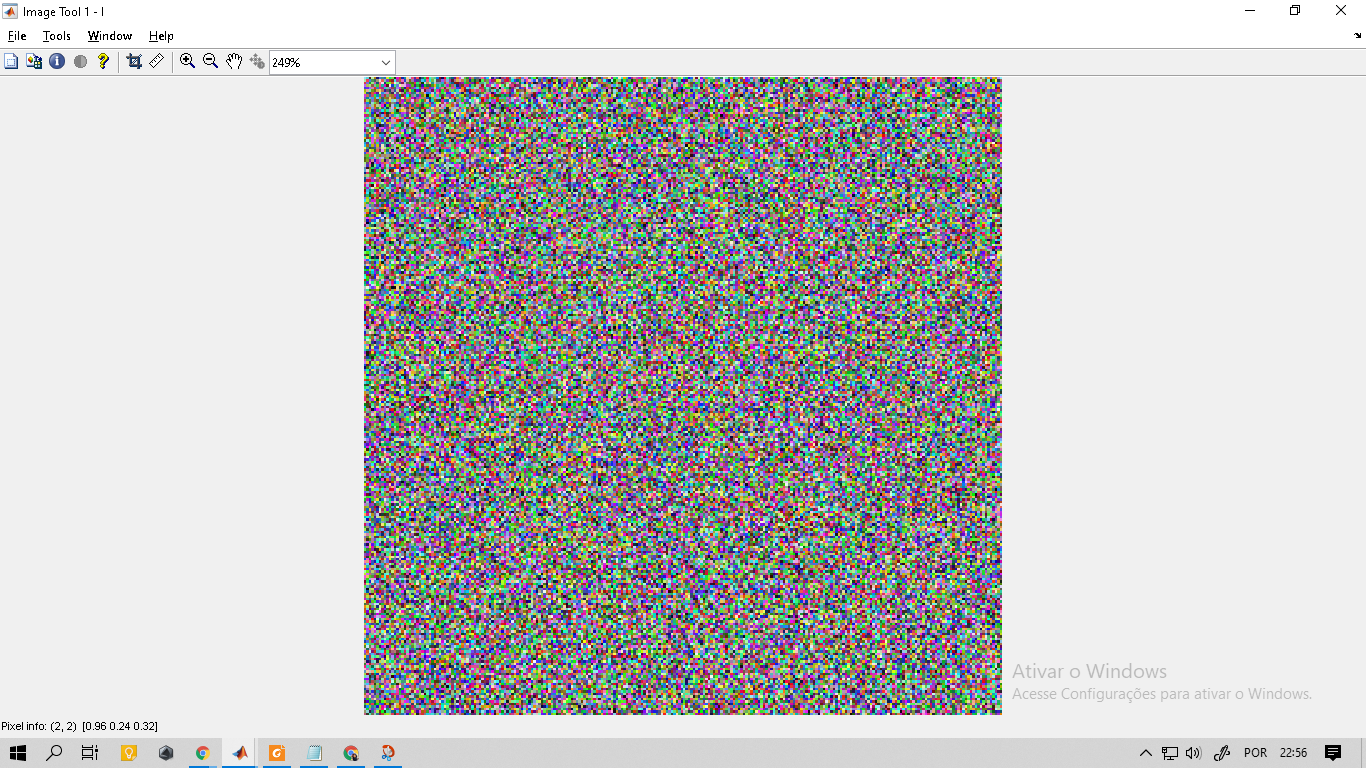 Image Tool 1 - I
File Tools Window Help
249%
Ativar o Windows
Acesse Configurações para ativar o Windows.
Pixel info: (2, 2) [0.96 0.24 0.32]
POR 22:56